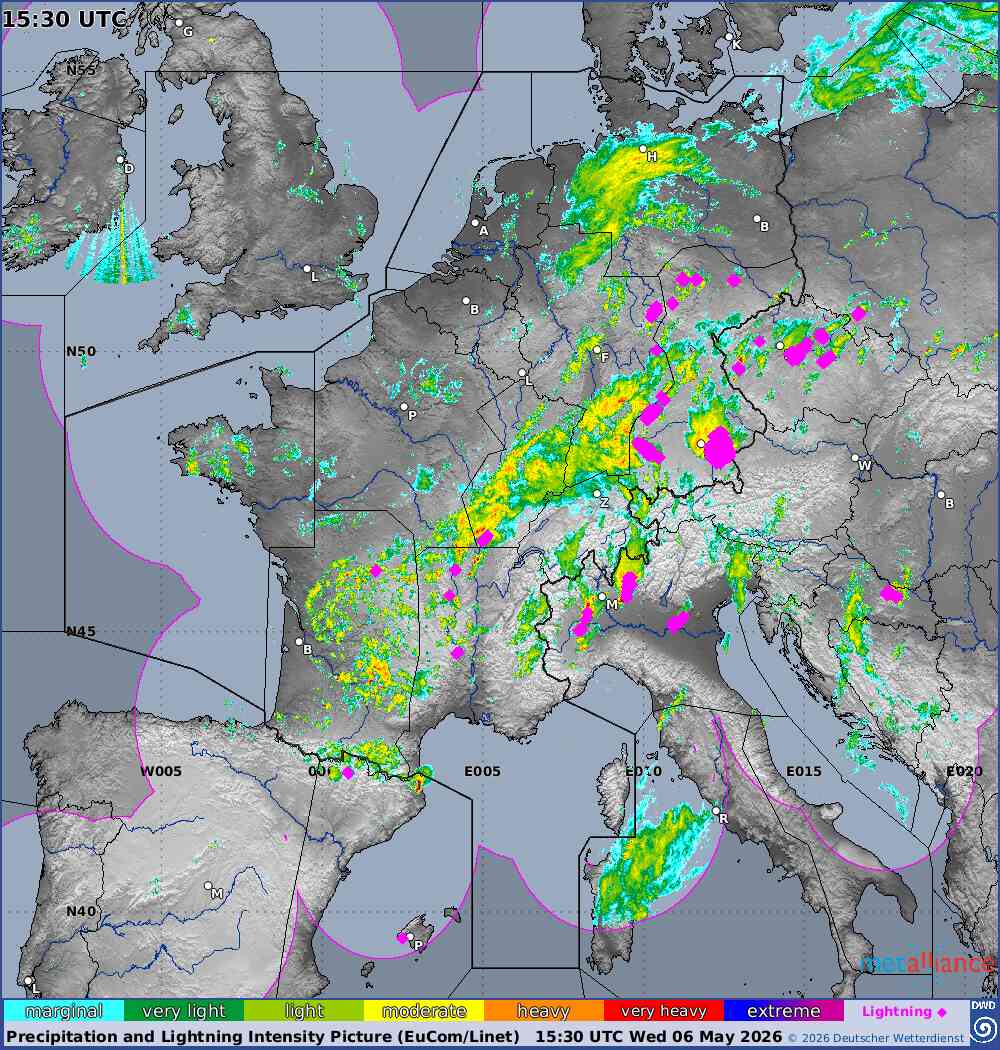 15:30 UTC
G
K
N55
H
D
A
B
L
B
N50
F
L
P
W
B
Z
M
N45
B
W005
000
E005
E010
E015
E020
R
M
N40
P
L
metalliance
marginal very light light moderate heavy very heavy extreme Lightning
DWD
Precipitation and Lightning Intensity Picture (EuCom/Linet) 15:30 UTC Wed 06 May 2026 © 2026 Deutscher Wetterdienst